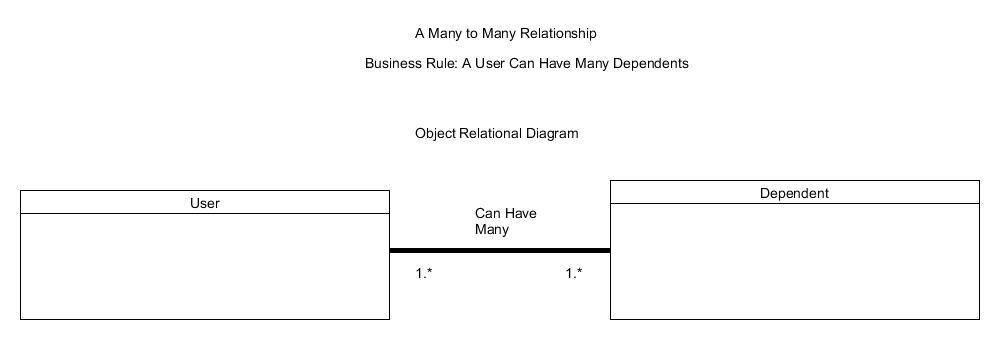 A Many to Many Relationship
Business Rule: A User Can Have Many Dependents
Object Relational Diagram
User
Dependent
Can Have
Many
1.*
1.*